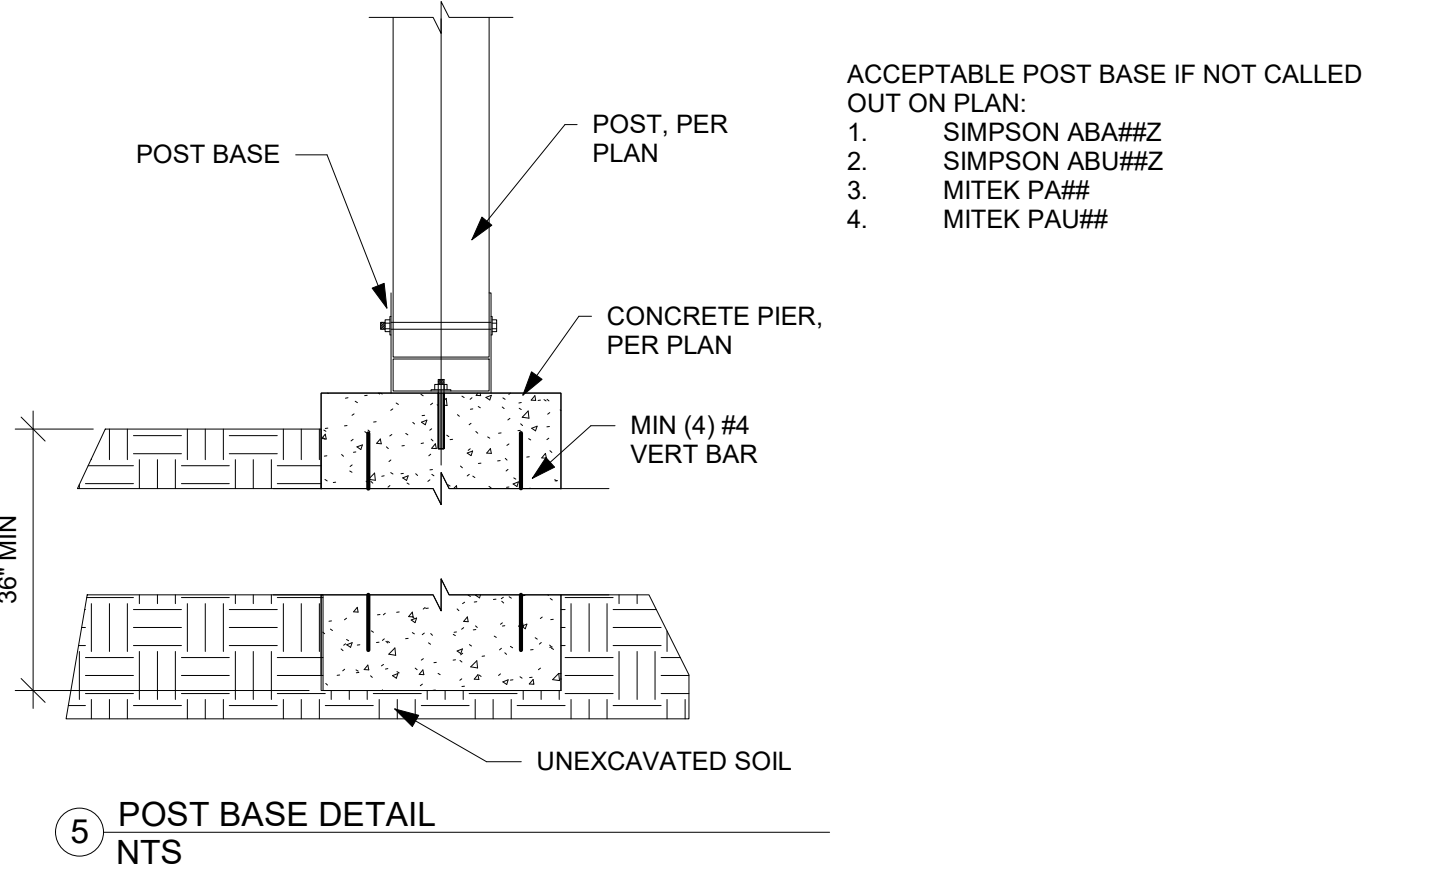 ACCEPTABLE POST BASE IF NOT CALLED
OUT ON PLAN:
1. SIMPSON ABA##Z
2. SIMPSON ABU##Z
3. MITEK PA##
4. MITEK PAU##
POST, PER
PLAN
POST BASE
CONCRETE PIER,
PER PLAN
MIN (4) #4
VERT BAR
36" MIN
UNEXCAVATED SOIL
5 POST BASE DETAIL
NTS